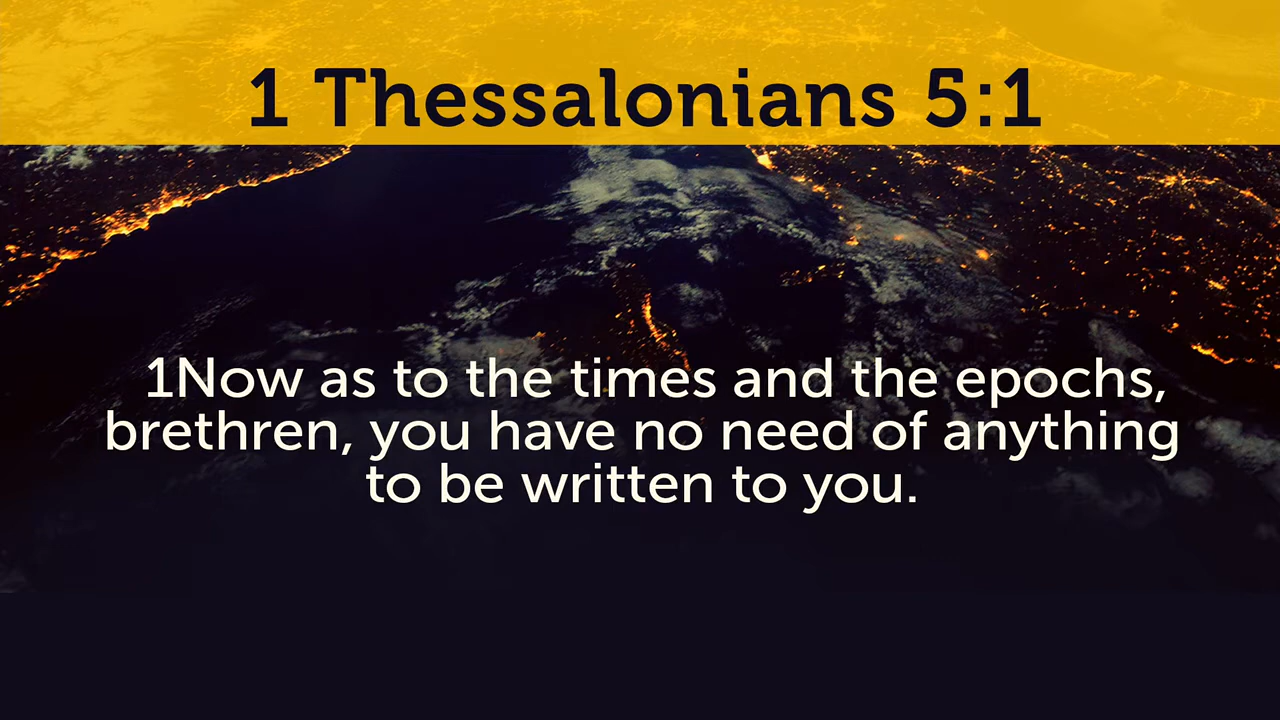 1 Thessalonians 5:1
1Now as to the times and the epochs,
brethren, you have no need of anything
to be written to you.